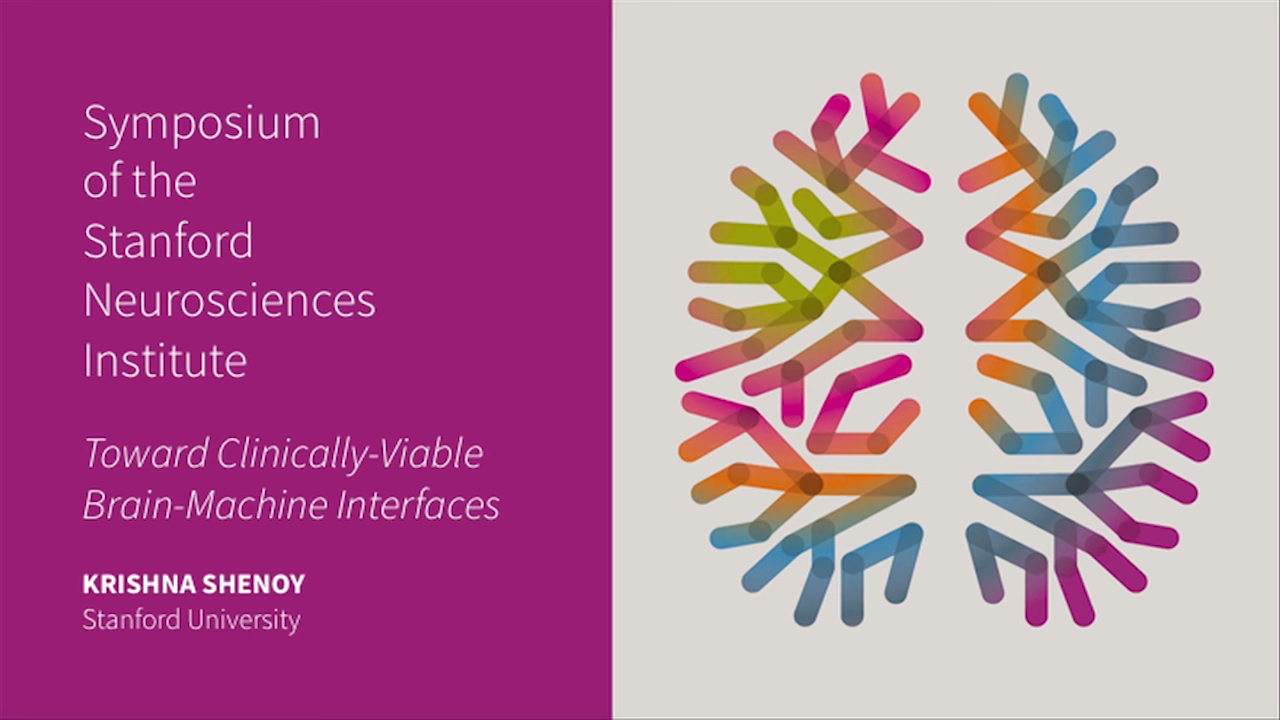 Symposium
of the
Stanford
Neurosciences
Institute
Toward Clinically-Viable
Brain-Machine Interfaces
KRISHNA SHENOY
Stanford University